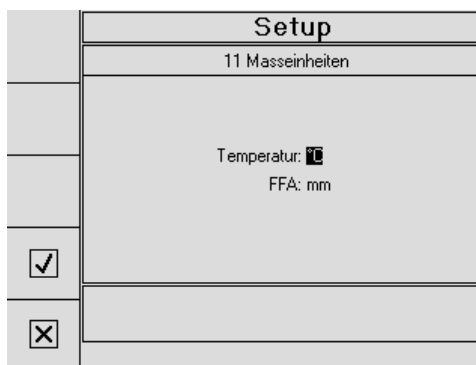 Setup
11 Masseinheiten
Temperatur: °C
FFA: mm